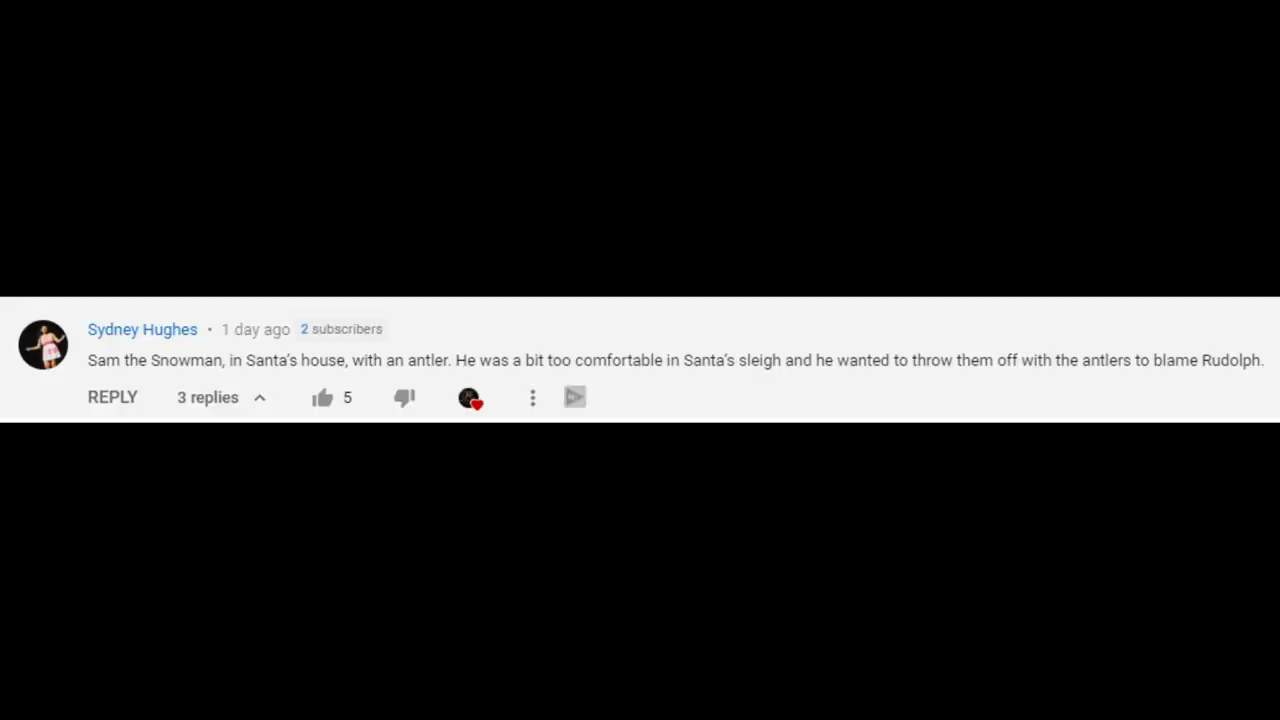 Sydney Hughes • 1 day ago 2 subscribers
Sam the Snowman, in Santa's house, with an antler. He was a bit too comfortable in Santa's sleigh and he wanted to throw them off with the antlers to blame Rudolph.
REPLY 3 replies 5